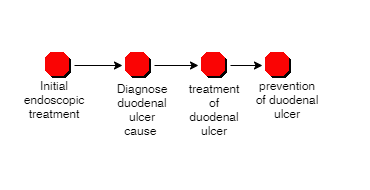 Initial
endoscopic
treatment
Diagnose
duodenal
ulcer
cause
treatment
of
duodenal
ulcer
prevention
of duodenal
ulcer